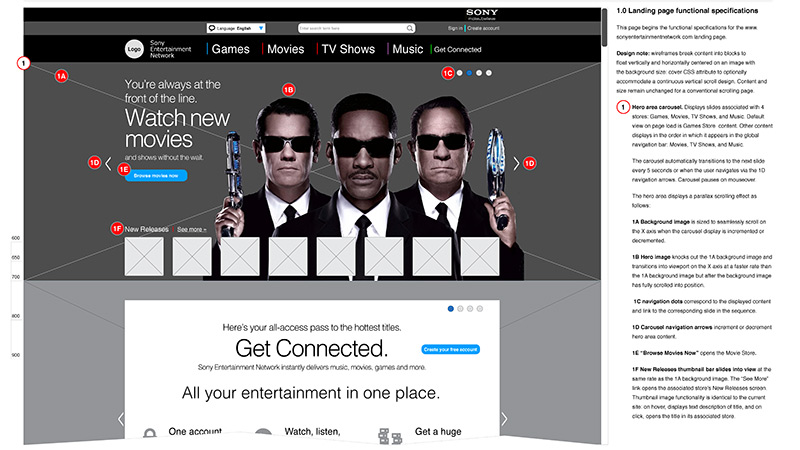 SONY
Language: English
Enter search text here
Sign in | Create account
Logo
Sony
Entertainment
Network
Games
Movies
TV Shows
Music
Get Connected
1
1A
1B
1C
You're always at the
front of the line.
Watch new
movies
and shows without the wait.
1D
1E
Browse movies now
1D
1F
New Releases
See more »
600
650
700
800
900
Here's your all-access pass to the hottest titles.
Get Connected.
Create your free account
Sony Entertainment Network instantly delivers music, movies, games and more.
All your entertainment in one place.
One account
Watch, listen,
Get a huge
1.0 Landing page functional specifications
This page begins the functional specifications for the www.
sonyentertainmentnetwork.com landing page.
Design note: wireframes break content into blocks to
float vertically and horizontally centered on an image with
the background size: cover CSS attribute to optionally
accommodate a continuous vertical scroll design. Content and
size remain unchanged for a conventional scrolling page.
1
Hero area carousel. Displays slides associated with 4
stores: Games, Movies, TV Shows, and Music. Default
view on page load is Games Store content. Other content
displays in the order in which it appears in the global
navigation bar: Movies, TV Shows, and Music.
The carousel automatically transitions to the next slide
every 5 seconds or when the user navigates via the 1D
navigation arrows. Carousel pauses on mouseover
The hero area displays a parallax scrolling effect as
follows:
1A Background image is sized to seamlessly scroll on
the X axis when the carousel display is incremented or
decremented.
1B Hero image knocks out the 1A background image and
transitions into viewport on the X axis at a faster rate than
the 1A background image but after the background image
has fully scrolled into position.
1C navigation dots correspond to the displayed content
and link to the corresponding slide in the sequence.
1D Carousel navigation arrows increment or decrement
hero area content.
1E "Browse Movies Now" opens the Movie Store.
1F New Releases thumbnail bar slides into view at
the same rate as the 1A background image. The "See More"
link opens the associated store's New Releases screen.
Thumbnail image functionality is identical to the current
site: on hover, displays text description of title, and on
click, opens the title in its associated store.